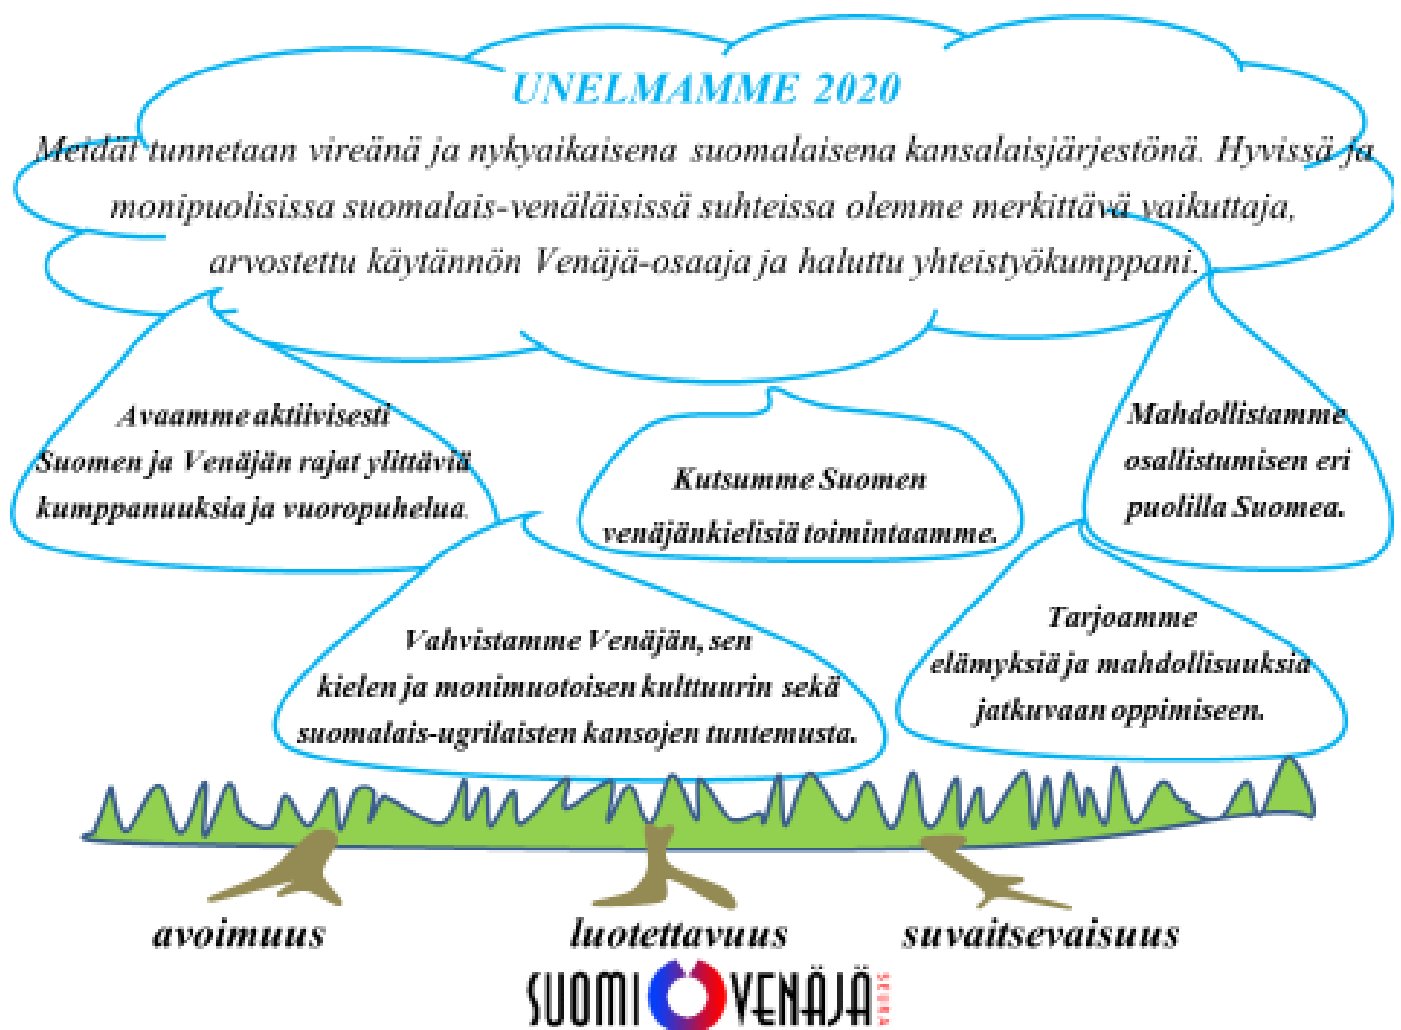 UNELMAMME 2020
Meidät tunnetaan vireänä ja nykyaikaisena suomalaisena kansalaisjärjestönä. Hyvissä ja
monipuolisissa suomalais-venäläisissä suhteissa olemme merkittävä vaikuttaja,
arvostettu käytännön Venäjä-osaaja ja haluttu yhteistyökumppani.
Avaamme aktiivisesti
Suomen ja Venäjän rajat ylittäviä
kumppanuuksia ja vuoropuhelua.
Kutsumme Suomen
venäjänkielisiä toimintaamme.
Mahdollistamme
osallistumisen eri
puolilla Suomea.
Vahvistamme Venäjän, sen
kielen ja monimuotoisen kulttuurin sekä
suomalais-ugrilaisten kansojen tuntemusta.
Tarjoamme
elämyksiä ja mahdollisuuksia
jatkuvaan oppimiseen.
avoimuus
luotettavuus
suvaitsevaisuus
SUOMI VENÄJÄ SEURA